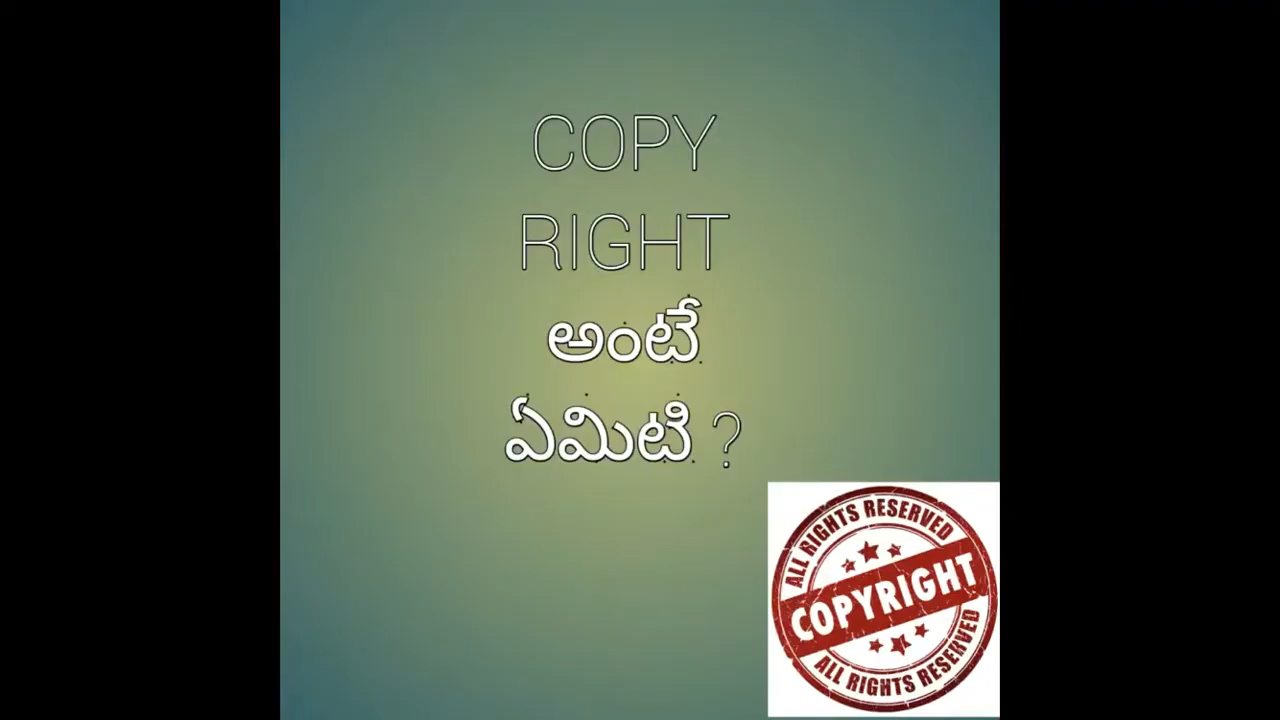 COPY
RIGHT
అంటే
ఏమిటి ?
ALL RIGHTS RESERVED
COPYRIGHT
ALL RIGHTS RESERVED